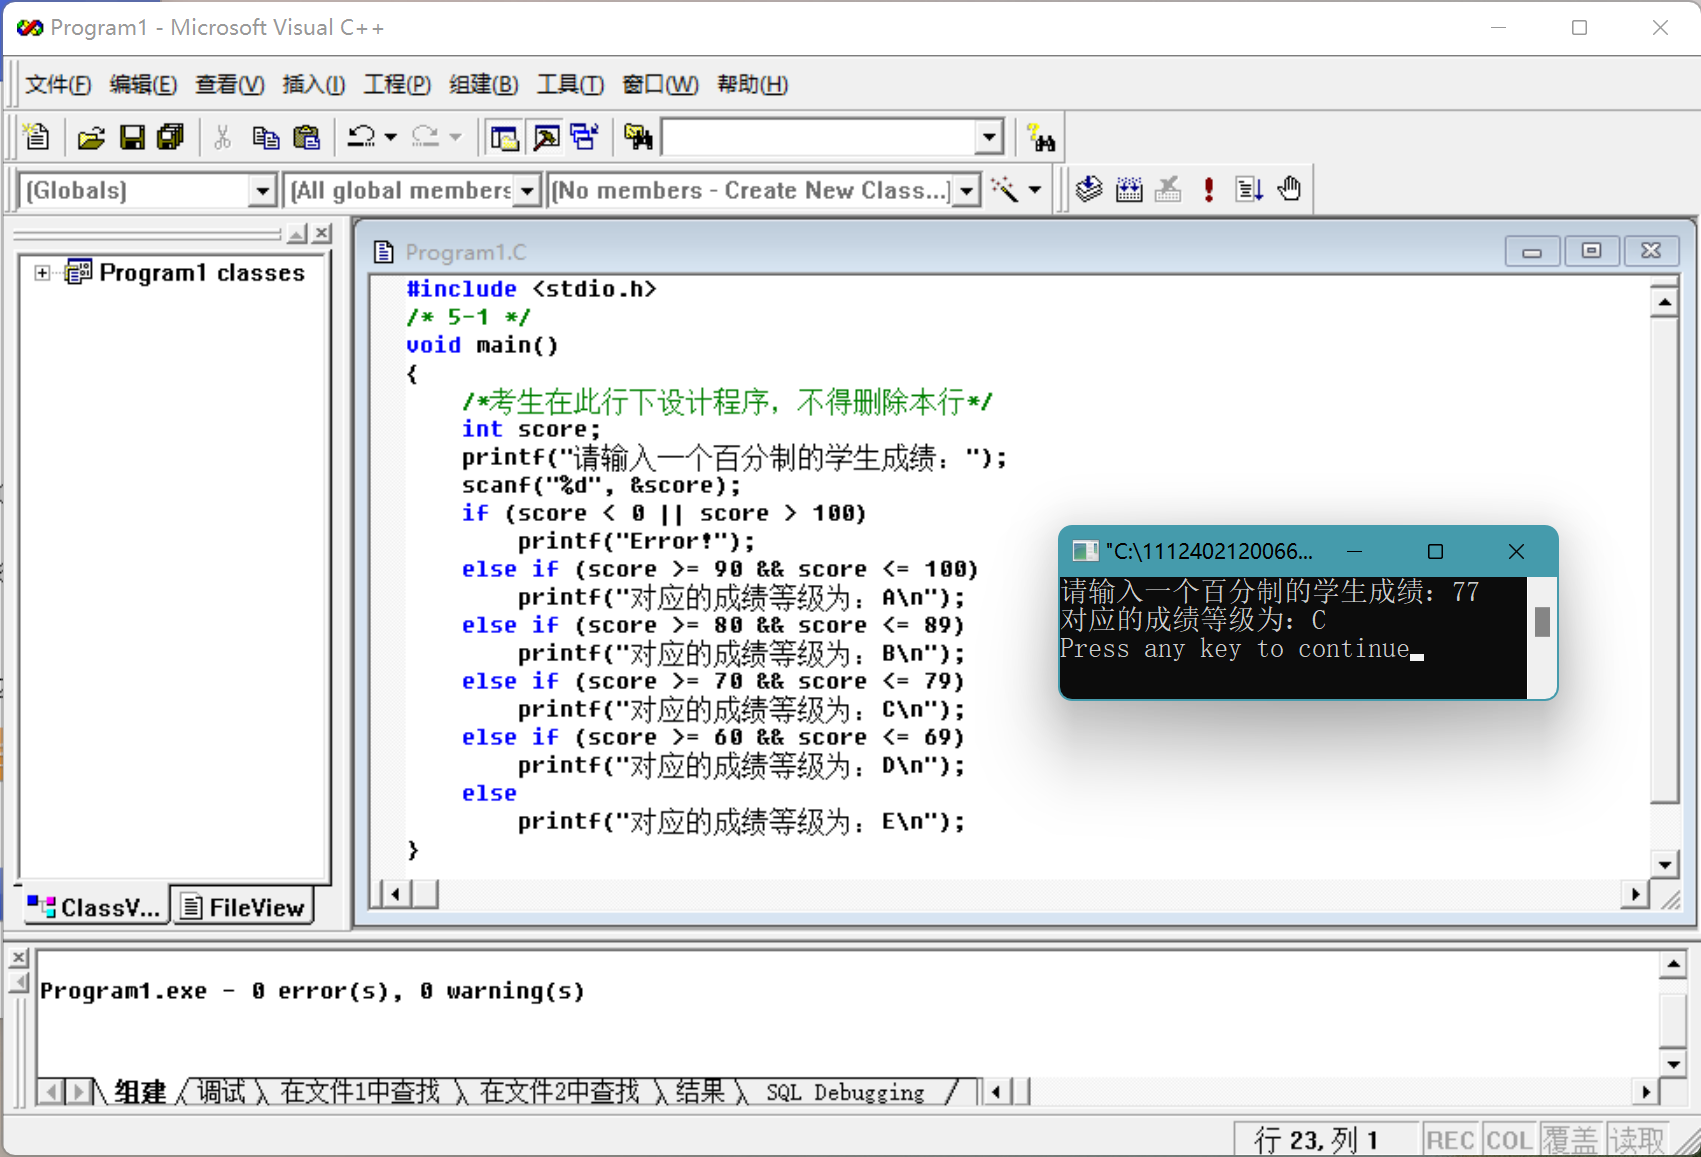 Program1 - Microsoft Visual C++
文件(F) 编辑(E) 查看(V) 插入(I) 工程(P) 组建(B) 工具(T) 窗口(W) 帮助(H)
(Globals) (All global members (No members - Create New Class...)
Program1 classes
ClassV... FileView
Program1.C
#include <stdio.h>
/* 5-1 */
void main()
{
    /*考生在此行下设计程序，不得删除本行*/
    int score;
    printf("请输入一个百分制的学生成绩：");
    scanf("%d", &score);
    if (score < 0 || score > 100)
        printf("Error!");
    else if (score >= 90 && score <= 100)
        printf("对应的成绩等级为：A\n");
    else if (score >= 80 && score <= 89)
        printf("对应的成绩等级为：B\n");
    else if (score >= 70 && score <= 79)
        printf("对应的成绩等级为：C\n");
    else if (score >= 60 && score <= 69)
        printf("对应的成绩等级为：D\n");
    else
        printf("对应的成绩等级为：E\n");
}
"C:\1112402120066...
请输入一个百分制的学生成绩：77
对应的成绩等级为：C
Press any key to continue
Program1.exe - 0 error(s), 0 warning(s)
组建 调试 在文件1中查找 在文件2中查找 结果 SQL Debugging
行 23, 列 1 REC COL 覆盖 读取